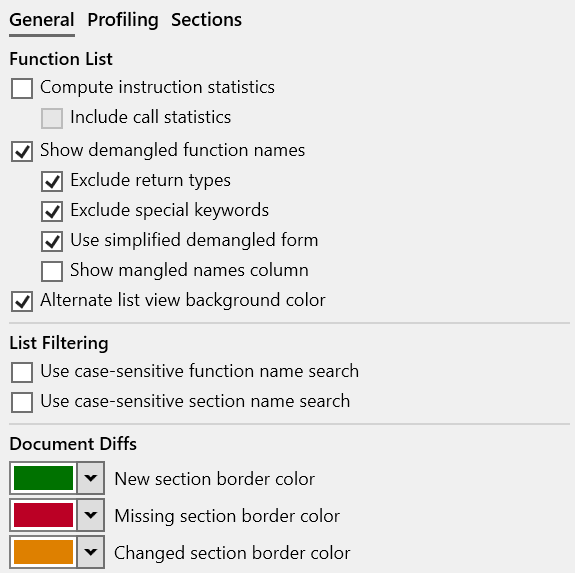 General Profiling Sections
Function List
Compute instruction statistics
Include call statistics
Show demangled function names
Exclude return types
Exclude special keywords
Use simplified demangled form
Show mangled names column
Alternate list view background color
List Filtering
Use case-sensitive function name search
Use case-sensitive section name search
Document Diffs
New section border color
Missing section border color
Changed section border color